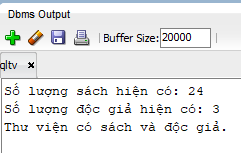 Dbms Output
Buffer Size: 20000
qltv ×
Số lượng sách hiện có: 24
Số lượng độc giả hiện có: 3
Thư viện có sách và độc giả.